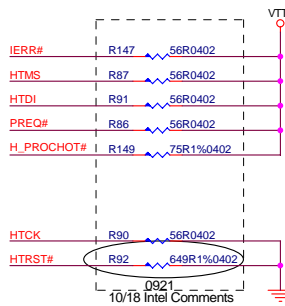 VTT
IERR# R147 56R0402
HTMS R87 56R0402
HTDI R91 56R0402
PREQ# R86 56R0402
H_PROCHOT# R149 75R1%0402
HTCK R90 56R0402
HTRST# R92 649R1%0402
0921
10/18 Intel Comments